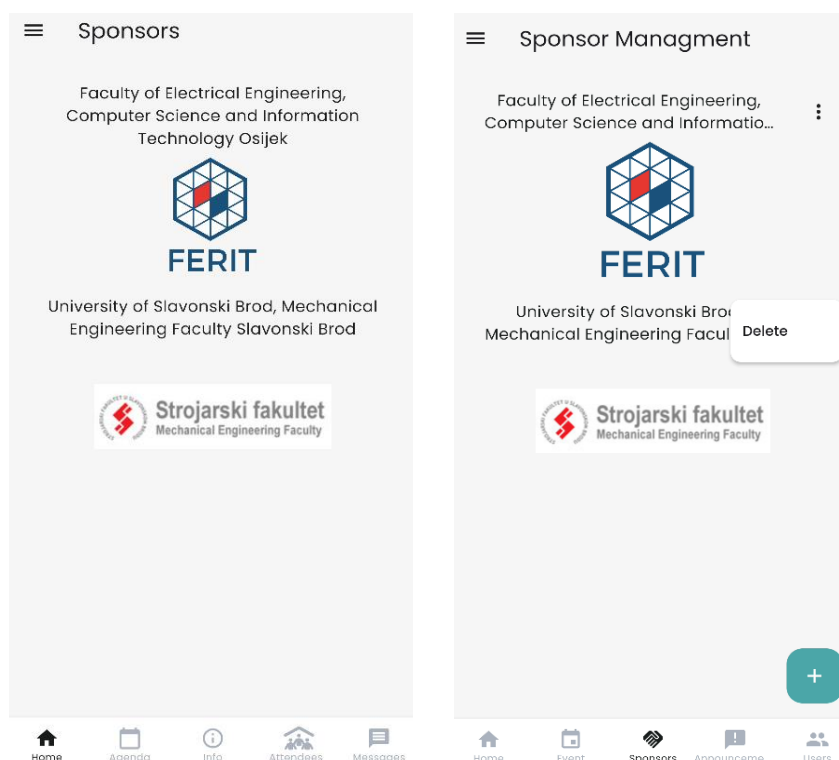 Sponsors
Faculty of Electrical Engineering,
Computer Science and Information
Technology Osijek
FERIT
University of Slavonski Brod, Mechanical
Engineering Faculty Slavonski Brod
Strojarski fakultet
Mechanical Engineering Faculty
Home
Agenda
Info
Attendees
Messages
Sponsor Managment
Faculty of Electrical Engineering,
Computer Science and Informatio...
FERIT
University of Slavonski
Mechanical Engineering
Delete
Strojarski fakultet
Mechanical Engineering Faculty
+
Home
Event
Sponsors
Announceme
Users